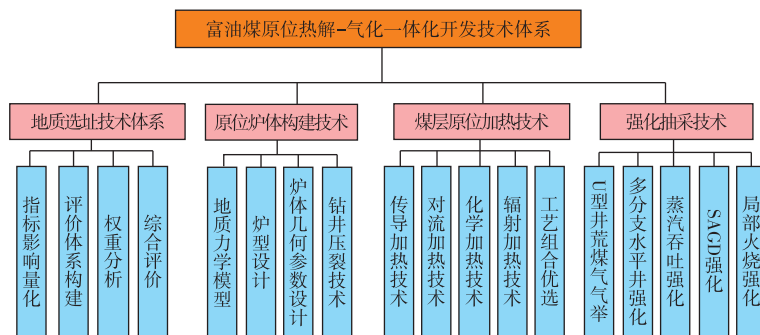 富油煤原位热解-气化一体化开发技术体系
地质选址技术体系
原位炉体构建技术
煤层原位加热技术
强化抽采技术
指标影响量化
评价体系构建
权重分析
综合评价
地质力学模型
炉型设计
炉体几何参数设计
钻井压裂技术
传导加热技术
对流加热技术
化学加热技术
辐射加热技术
工艺组合优选
U型井荒煤气气举
多分支水平井强化
蒸汽吞吐强化
SAGD强化
局部火烧强化